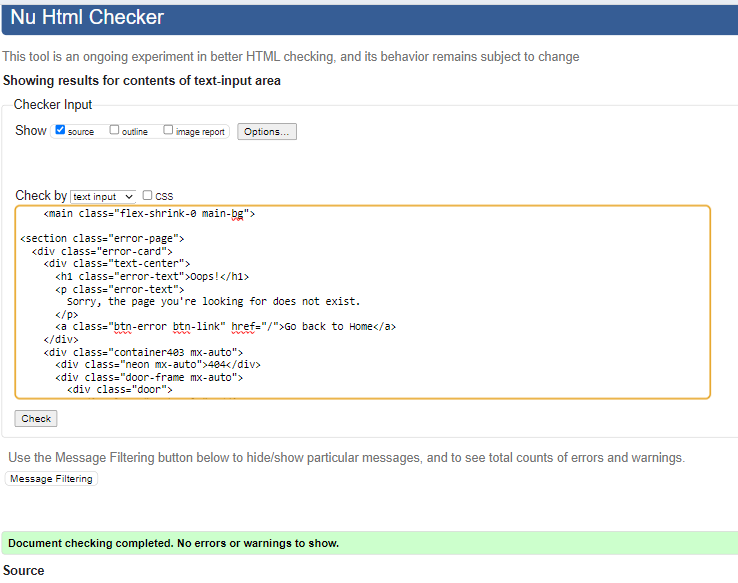 Nu Html Checker
This tool is an ongoing experiment in better HTML checking, and its behavior remains subject to change
Showing results for contents of text-input area
Checker Input
Show source outline image report Options...
Check by text input CSS
<main class="flex-shrink-0 main-bg">
<section class="error-page">
<div class="error-card">
<div class="text-center">
<h1 class="error-text">Oops!</h1>
<p class="error-text">
Sorry, the page you're looking for does not exist.
</p>
<a class="btn-error btn-link" href="/">Go back to Home</a>
</div>
<div class="container403 mx-auto">
<div class="neon mx-auto">404</div>
<div class="door-frame mx-auto">
<div class="door">
Check
Use the Message Filtering button below to hide/show particular messages, and to see total counts of errors and warnings.
Message Filtering
Document checking completed. No errors or warnings to show.
Source